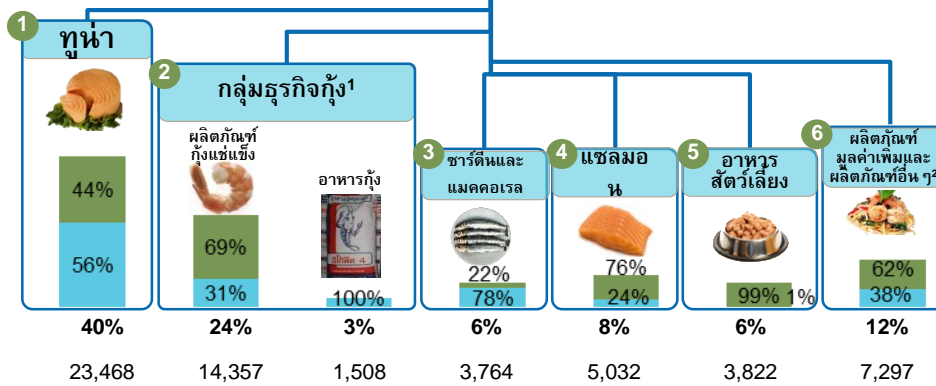 1
ทูน่า
44%
56%
40%
23,468
2
กลุ่มธุรกิจกุ้ง¹
ผลิตภัณฑ์
กุ้งแช่แข็ง
69%
31%
24%
14,357
อาหารกุ้ง
100%
3%
1,508
3
ซาร์ดีนและ
แมคคอเรล
22%
78%
6%
3,764
4
แซลมอ
น
76%
24%
8%
5,032
5
อาหาร
สัตว์เลี้ยง
99% 1%
6%
3,822
6
ผลิตภัณฑ์
มูลค่าเพิ่มและ
ผลิตภัณฑ์อื่น ๆ²
62%
38%
12%
7,297